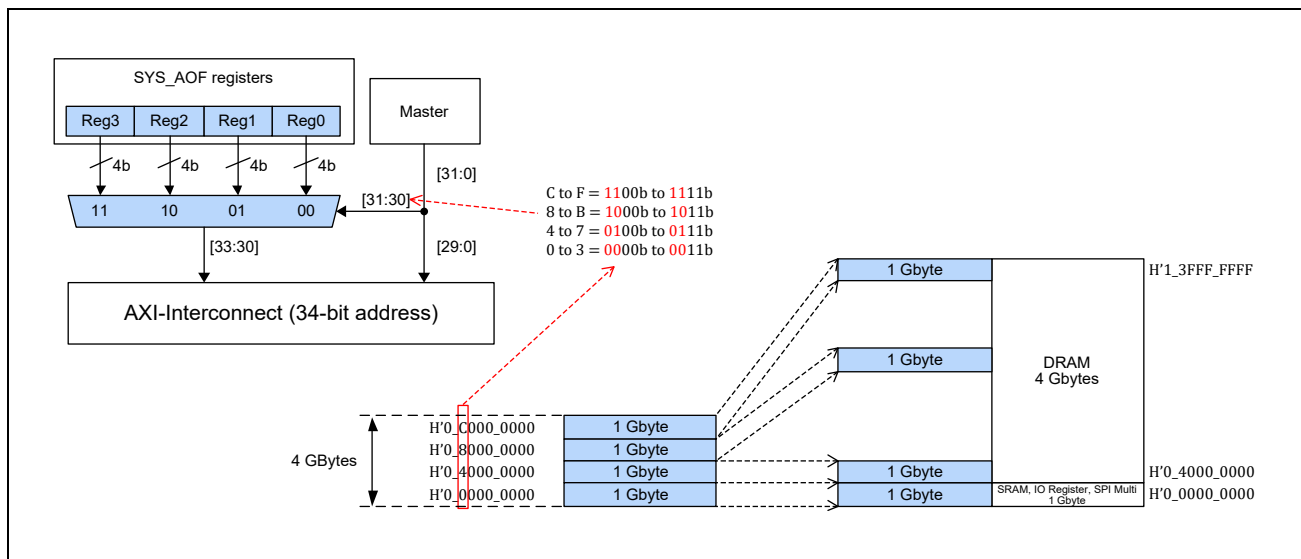 SYS_AOF registers
Reg3 Reg2 Reg1 Reg0
Master
4b 4b 4b 4b
[31:0]
11 10 01 00
[31:30]
[33:30]
[29:0]
AXI-Interconnect (34-bit address)
C to F = 1100b to 1111b
8 to B = 1000b to 1011b
4 to 7 = 0100b to 0111b
0 to 3 = 0000b to 0011b
4 GBytes
H'0_C000_0000
H'0_8000_0000
H'0_4000_0000
H'0_0000_0000
1 Gbyte
1 Gbyte
1 Gbyte
1 Gbyte
1 Gbyte
1 Gbyte
1 Gbyte
1 Gbyte
DRAM
4 Gbytes
SRAM, IO Register, SPI Multi
1 Gbyte
H'1_3FFF_FFFF
H'0_4000_0000
H'0_0000_0000